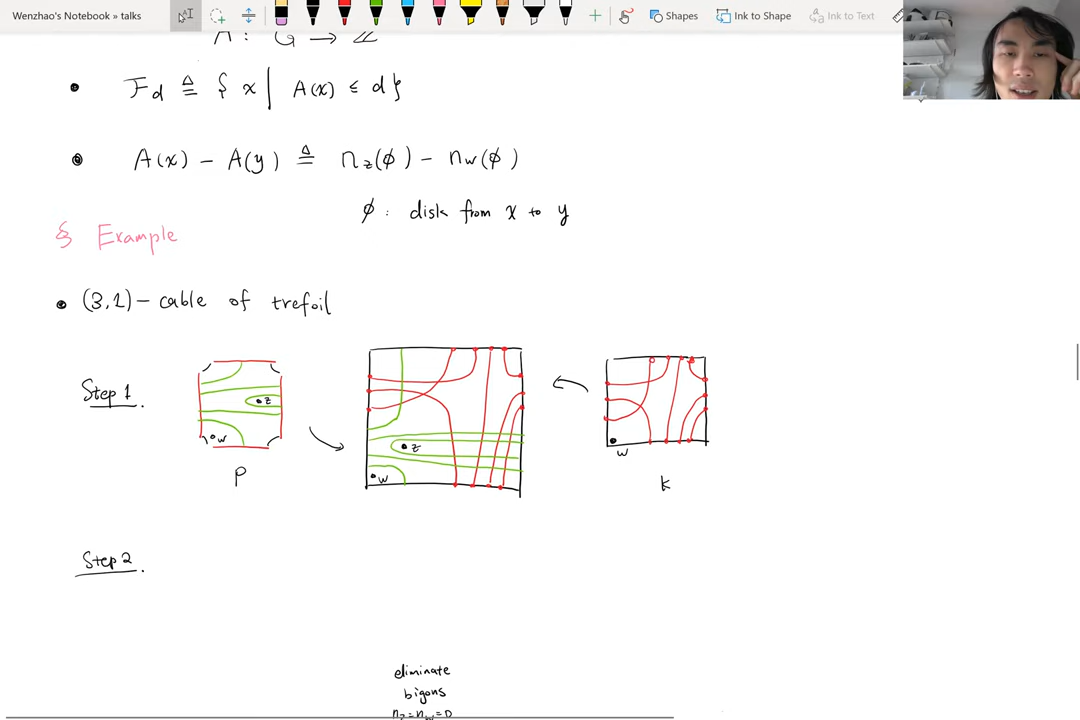 Wenzhao's Notebook » talks
Shapes
Ink to Shape
Ink to Text
A : G → ℤ
• F_d ≜ { x | A(x) ≤ d }
• A(x) - A(y) ≜ n_z(φ) - n_w(φ)
φ : disk from x to y
§ Example
• (3,1)-cable of trefoil
Step 1.
z
w
P
z
w
w
K
Step 2.
eliminate
bigons
n_z = n_w = 0